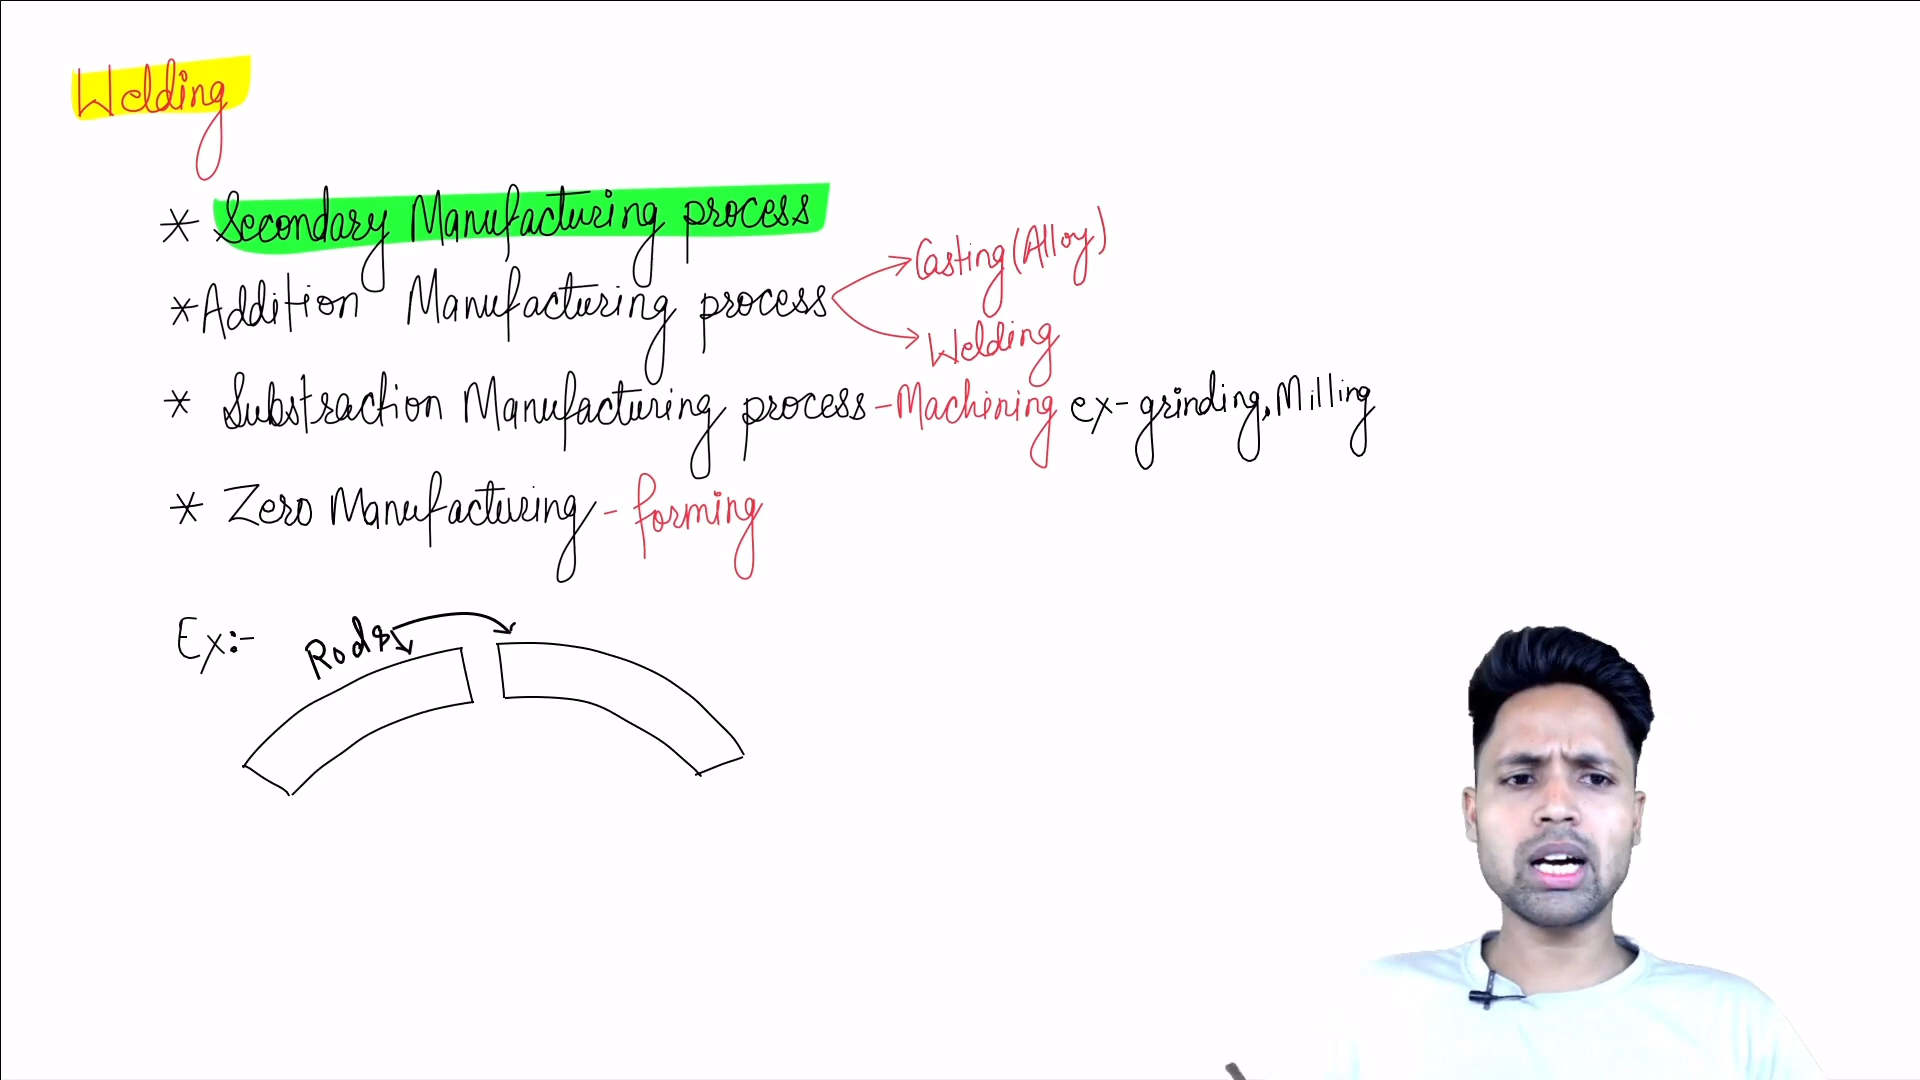 Welding
* Secondary Manufacturing process
* Addition Manufacturing process
Casting (Alloy)
Welding
* Substraction Manufacturing process - Machining ex- grinding, Milling
* Zero Manufacturing - forming
Ex:- Rods